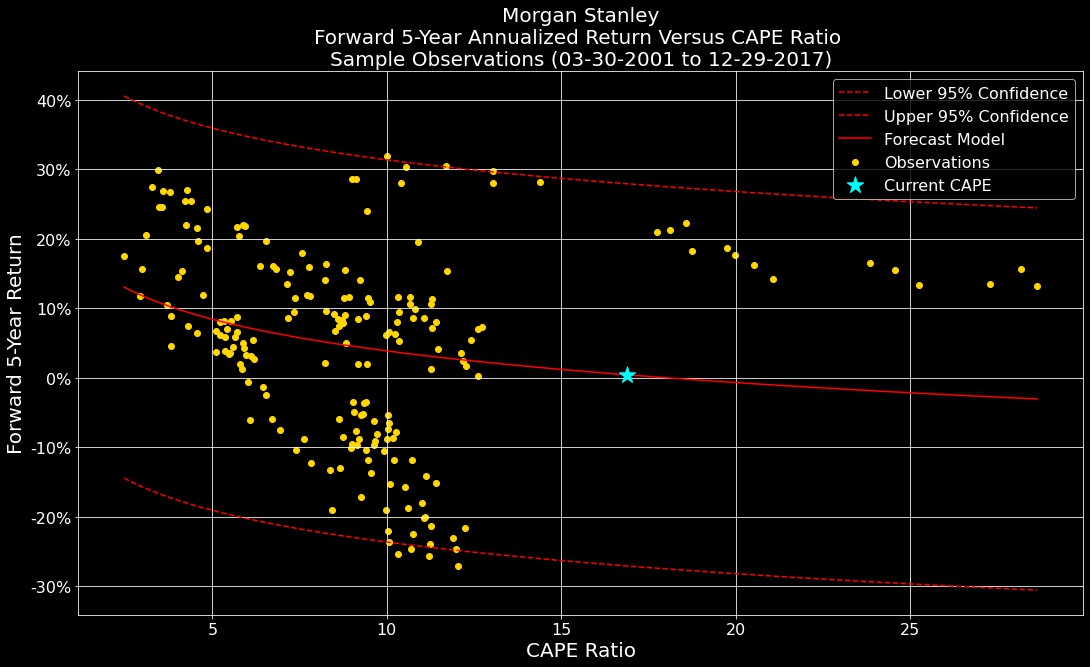 Morgan Stanley
Forward 5-Year Annualized Return Versus CAPE Ratio
Sample Observations (03-30-2001 to 12-29-2017)
Lower 95% Confidence
Upper 95% Confidence
Forecast Model
Observations
Current CAPE
Forward 5-Year Return
40%
30%
20%
10%
0%
-10%
-20%
-30%
5 10 15 20 25
CAPE Ratio